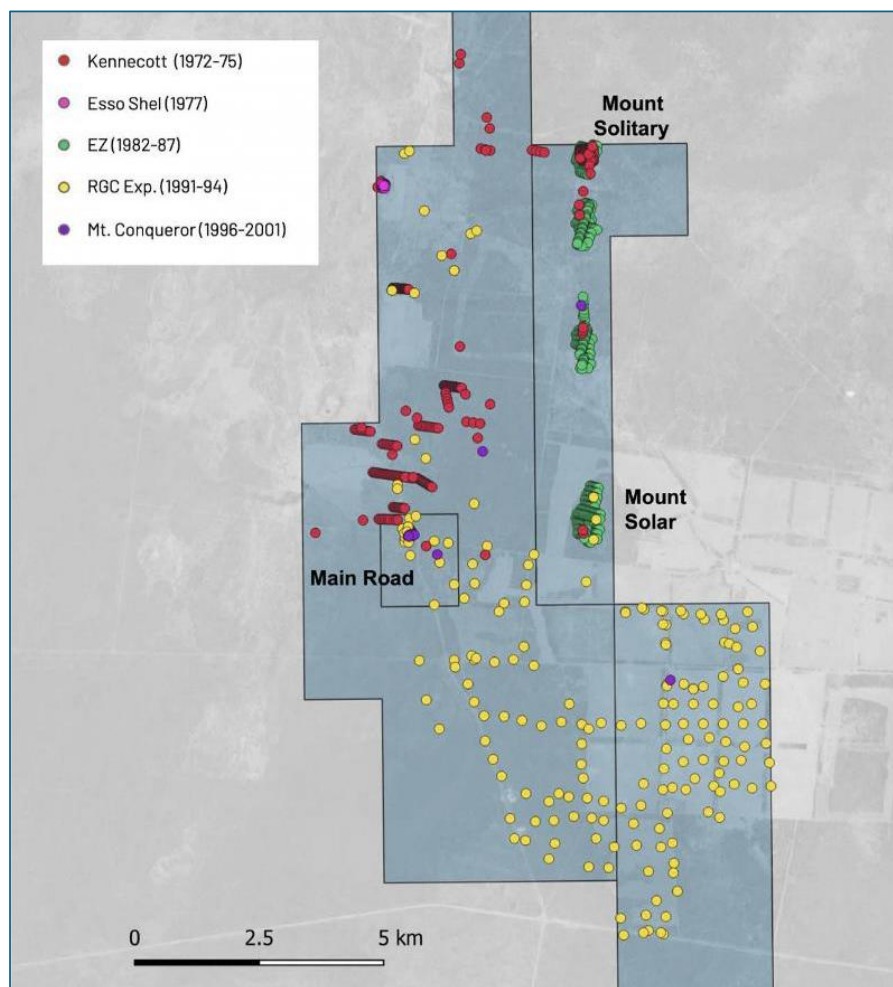 Kennecott (1972-75)
Esso Shel (1977)
EZ (1982-87)
RGC Exp. (1991-94)
Mt. Conqueror (1996-2001)
Mount
Solitary
Mount
Solar
Main Road
0 2.5 5 km